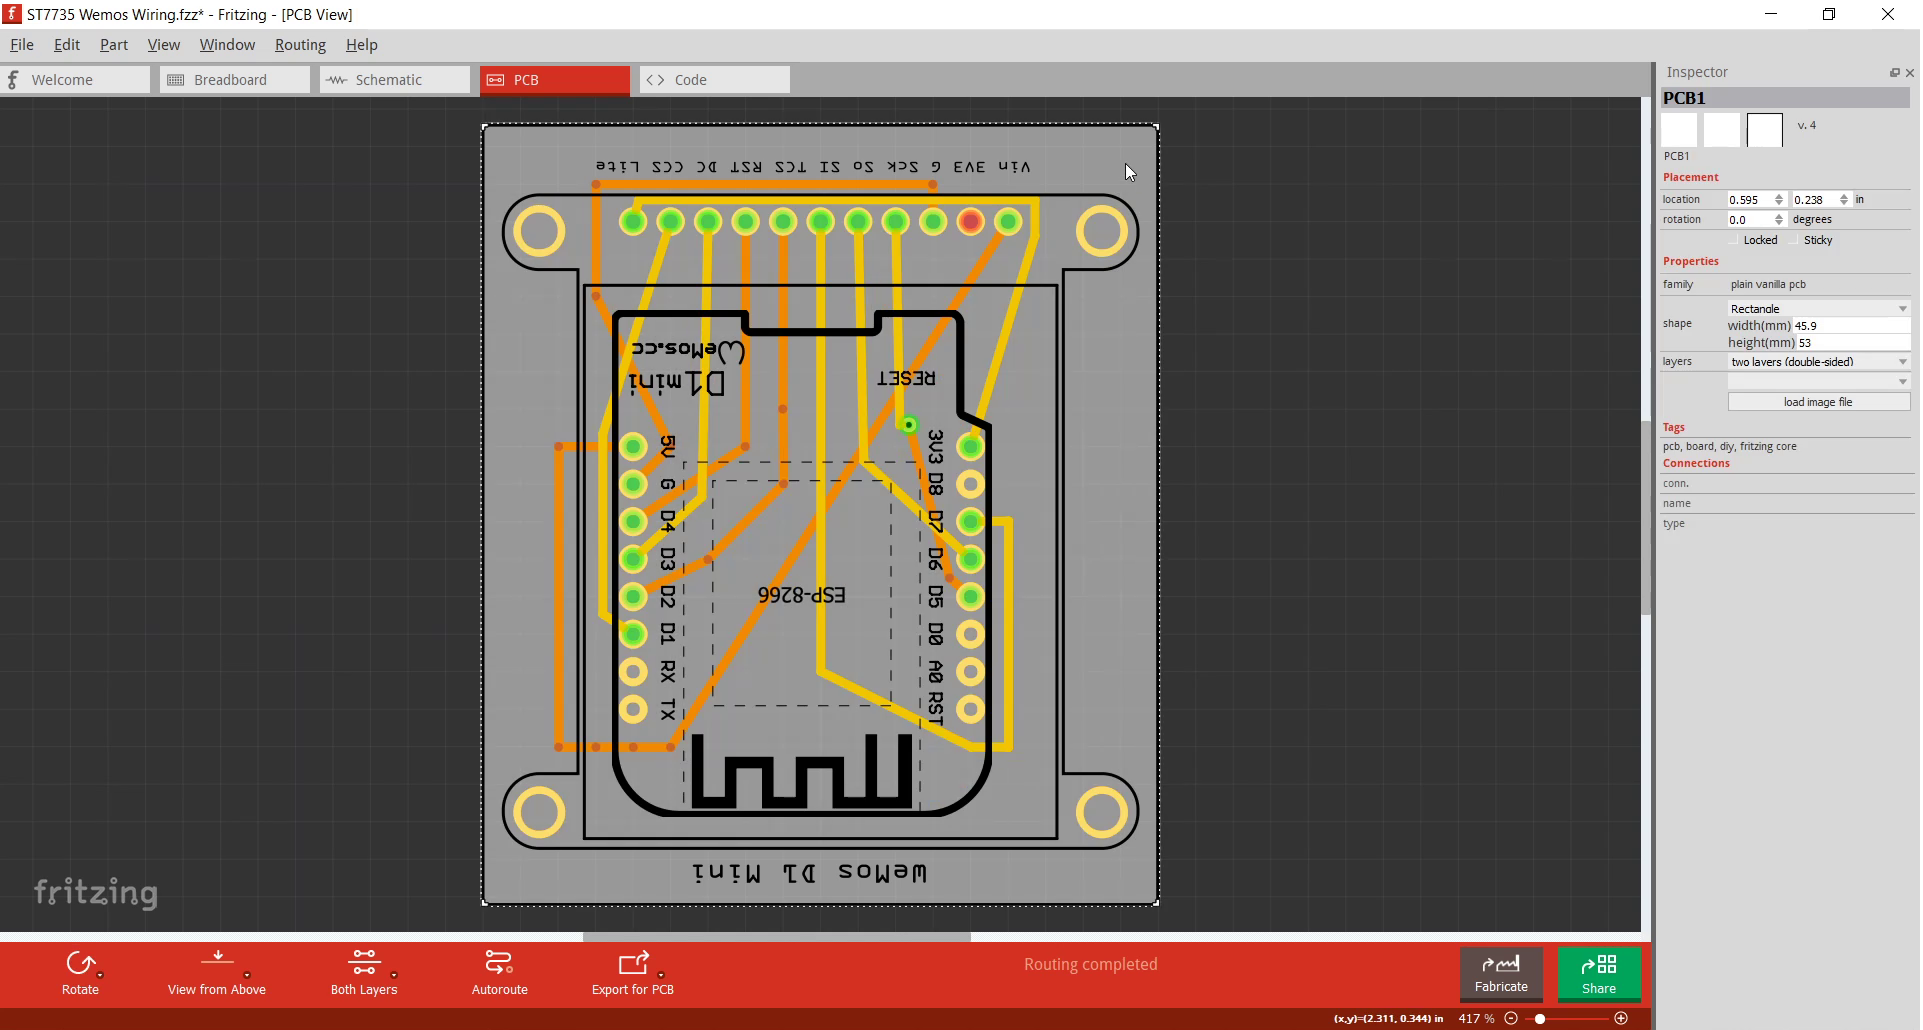 ST7735 Wemos Wiring.fzz* - Fritzing - [PCB View]
File Edit Part View Window Routing Help
Welcome Breadboard Schematic PCB Code
Inspector
PCB1
v. 4
PCB1
Placement
location 0.595 0.238 in
rotation 0.0 degrees
Locked Sticky
Properties
family plain vanilla pcb
shape Rectangle
width(mm) 45.9
height(mm) 53
layers two layers (double-sided)
load image file
Tags
pcb, board, diy, fritzing core
Connections
conn.
name
type
Lite CCS DC RST TCS SI So Sck G 3V3 Vin
WeMos.cc
D1 mini
RESET
5V
G
D4
D3
D2
D1
RX
TX
3V3
D8
D7
D6
D5
D0
A0
RST
ESP-8266
WeMos D1 Mini
fritzing
Rotate View from Above Both Layers Autoroute Export for PCB Routing completed Fabricate Share
(x,y)=(2.311, 0.344) in 417 %